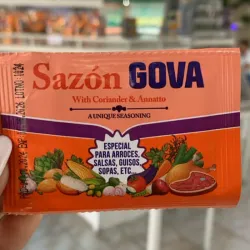 Sazón GOVA
With Coriander & Annatto
A UNIQUE SEASONING
ESPECIAL
PARA ARROCES,
SALSAS, GUISOS,
SOPAS, ETC...